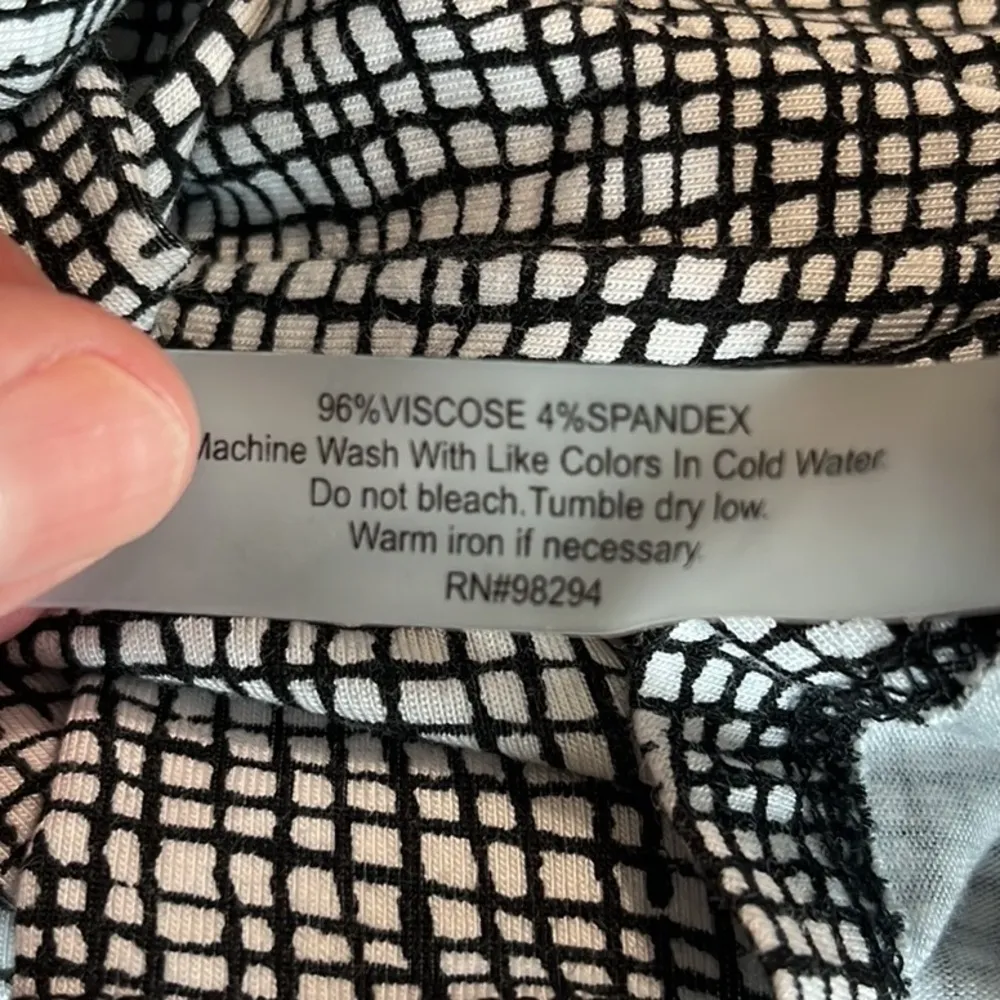 96%VISCOSE 4%SPANDEX
Machine Wash With Like Colors In Cold Water
Do not bleach.Tumble dry low.
Warm iron if necessary.
RN#98294